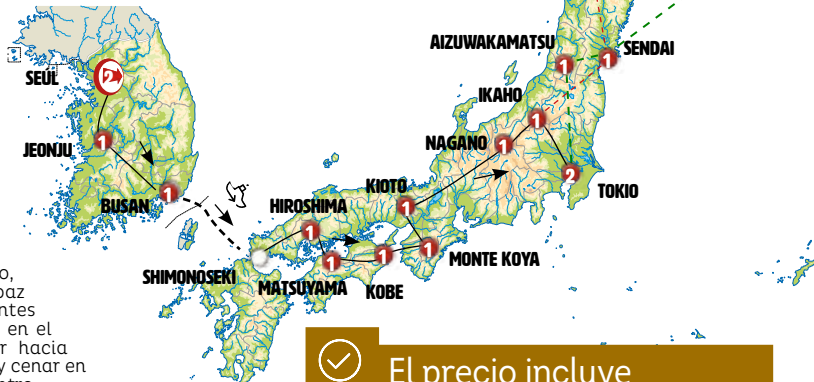 AIZUWAKAMATSU
1
1
SENDAI
SEÚL
2
IKAHO
1
JEONJU
1
NAGANO
1
2
TOKIO
BUSAN
1
KIOTO
1
HIROSHIMA
1
1
1
1
MONTE KOYA
SHIMONOSEKI
MATSUYAMA
KOBE
o,
paz
ntes
en el
r hacia
y cenar en
ntro
El precio incluye